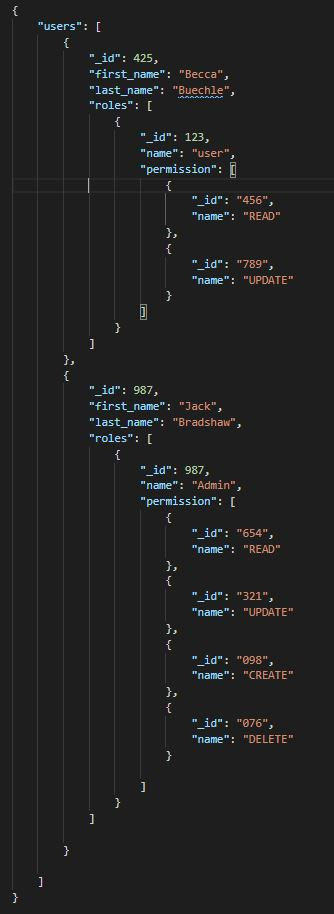 {
    "users": [
        {
            "_id": 425,
            "first_name": "Becca",
            "last_name": "Buechle",
            "roles": [
                {
                    "_id": 123,
                    "name": "user",
                    "permission": [
                        {
                            "_id": "456",
                            "name": "READ"
                        },
                        {
                            "_id": "789",
                            "name": "UPDATE"
                        }
                    ]
                }
            ]
        },
        {
            "_id": 987,
            "first_name": "Jack",
            "last_name": "Bradshaw",
            "roles": [
                {
                    "_id": 987,
                    "name": "Admin",
                    "permission": [
                        {
                            "_id": "654",
                            "name": "READ"
                        },
                        {
                            "_id": "321",
                            "name": "UPDATE"
                        },
                        {
                            "_id": "098",
                            "name": "CREATE"
                        },
                        {
                            "_id": "076",
                            "name": "DELETE"
                        }
                    ]
                }
            ]
        }
    ]
}